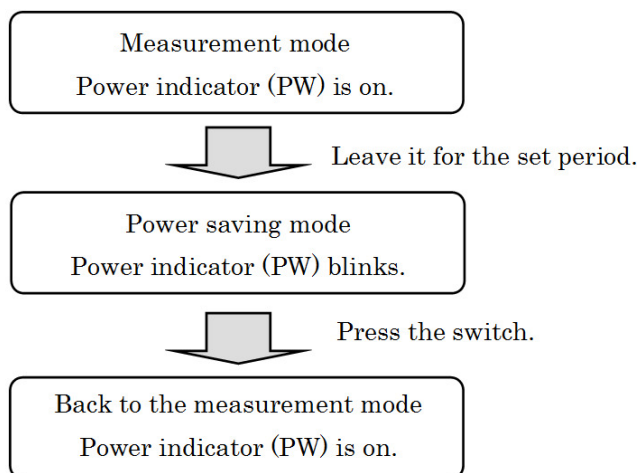 Measurement mode
Power indicator (PW) is on.
Leave it for the set period.
Power saving mode
Power indicator (PW) blinks.
Press the switch.
Back to the measurement mode
Power indicator (PW) is on.